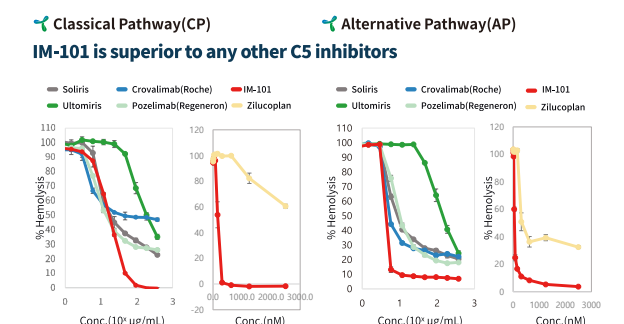 Classical Pathway(CP)
Alternative Pathway(AP)
IM-101 is superior to any other C5 inhibitors
Soliris Crovalimab(Roche) IM-101
Ultomiris Pozelimab(Regeneron) Zilucoplan
Soliris Crovalimab(Roche) IM-101
Ultomiris Pozelimab(Regeneron) Zilucoplan
% Hemolysis
110
100
90
80
70
60
50
40
30
20
10
0
0 1 2 3
Conc.(10ˣ ug/mL)
120
100
80
60
40
20
0
-20
0.0 1000.0 2000.0 3000.0
Conc.(nM)
% Hemolysis
110
100
90
80
70
60
50
40
30
20
10
0
0 1 2 3
Conc.(10ˣ ug/mL)
% Hemolysis
120
100
80
60
40
20
0
0 1000 2000 3000
Conc.(nM)